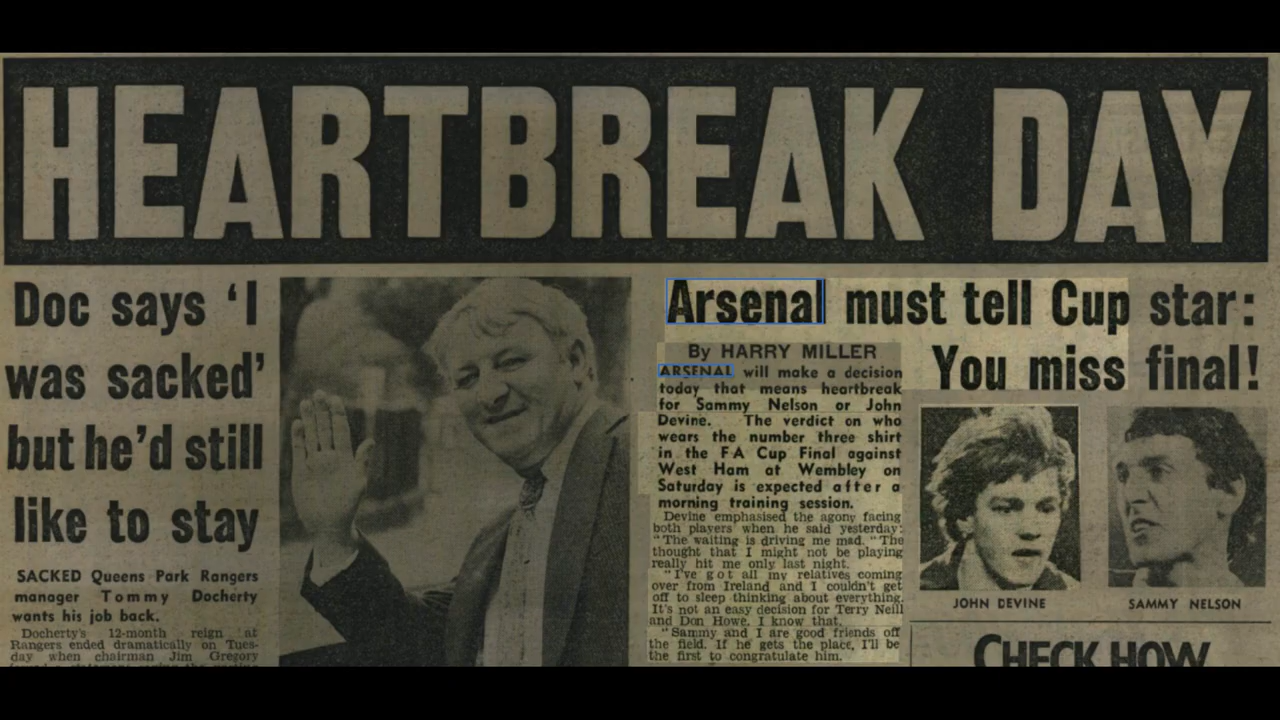 HEARTBREAK DAY
Doc says 'I
was sacked'
but he'd still
like to stay
SACKED Queens Park Rangers
manager Tommy Docherty
wants his job back.
Docherty's 12-month reign at
Rangers ended dramatically on Tues-
day when chairman Jim Gregory
Arsenal must tell Cup star:
You miss final!
By HARRY MILLER
ARSENAL will make a decision
today that means heartbreak
for Sammy Nelson or John
Devine. The verdict on who
wears the number three shirt
in the FA Cup Final against
West Ham at Wembley on
Saturday is expected after a
morning training session.
Devine emphasised the agony facing
both players when he said yesterday:
"The waiting is driving me mad. "The
thought that I might not be playing
really hit me only last night.
"I've got all my relatives coming
over from Ireland and I couldn't get
off to sleep thinking about everything.
It's not an easy decision for Terry Neill
and Don Howe. I know that.
"Sammy and I are good friends off
the field. If he gets the place, I'll be
the first to congratulate him.
JOHN DEVINE
SAMMY NELSON
CHECK HOW